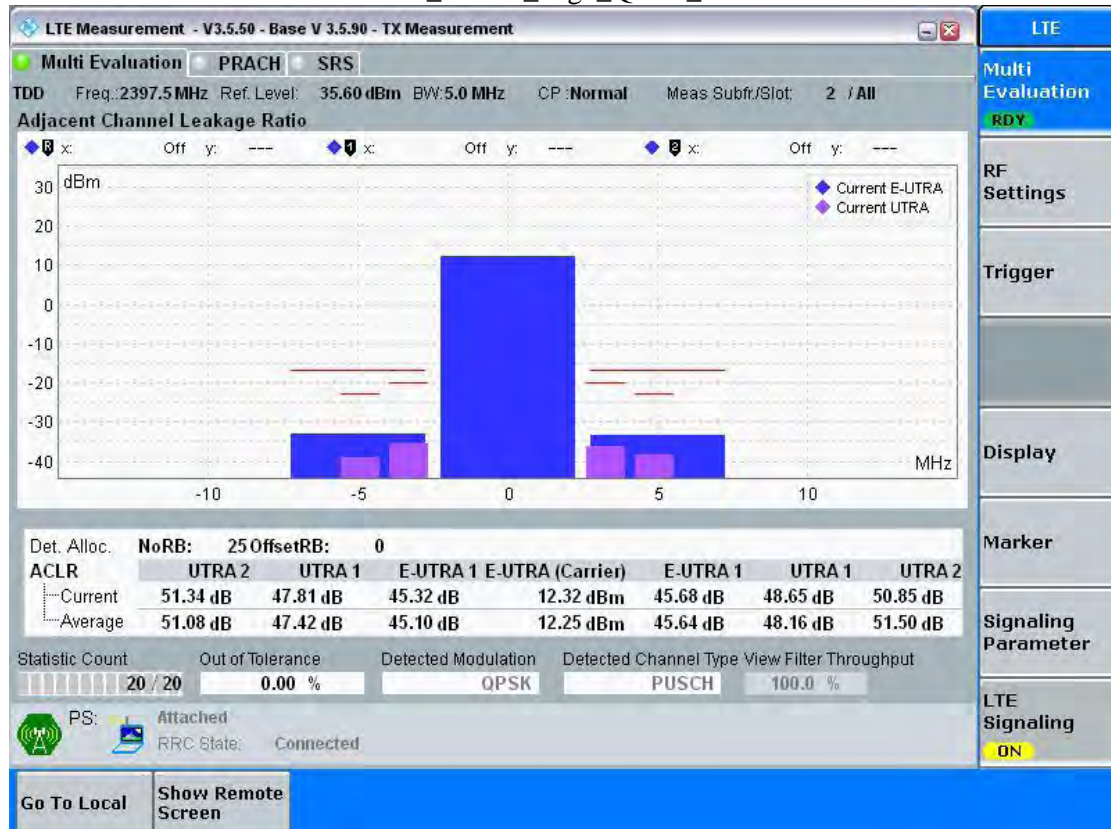 LTE Measurement - V3.5.50 - Base V 3.5.90 - TX Measurement
LTE
Multi Evaluation PRACH SRS
TDD Freq.:2397.5 MHz Ref. Level: 35.60 dBm BW:5.0 MHz CP :Normal Meas Subfr./Slot: 2 / All
Adjacent Channel Leakage Ratio
R x: Off y: --- 1 x: Off y: --- 2 x: Off y: ---
dBm
Current E-UTRA
Current UTRA
30
20
10
0
-10
-20
-30
-40
MHz
-10 -5 0 5 10
Det. Alloc. NoRB: 25 OffsetRB: 0
ACLR UTRA 2 UTRA 1 E-UTRA 1 E-UTRA (Carrier) E-UTRA 1 UTRA 1 UTRA 2
Current 51.34 dB 47.81 dB 45.32 dB 12.32 dBm 45.68 dB 48.65 dB 50.85 dB
Average 51.08 dB 47.42 dB 45.10 dB 12.25 dBm 45.64 dB 48.16 dB 51.50 dB
Statistic Count Out of Tolerance Detected Modulation Detected Channel Type View Filter Throughput
20 / 20 0.00 % QPSK PUSCH 100.0 %
PS: Attached
RRC State: Connected
Go To Local
Show Remote Screen
Multi Evaluation
RDY
RF Settings
Trigger
Display
Marker
Signaling Parameter
LTE Signaling
ON